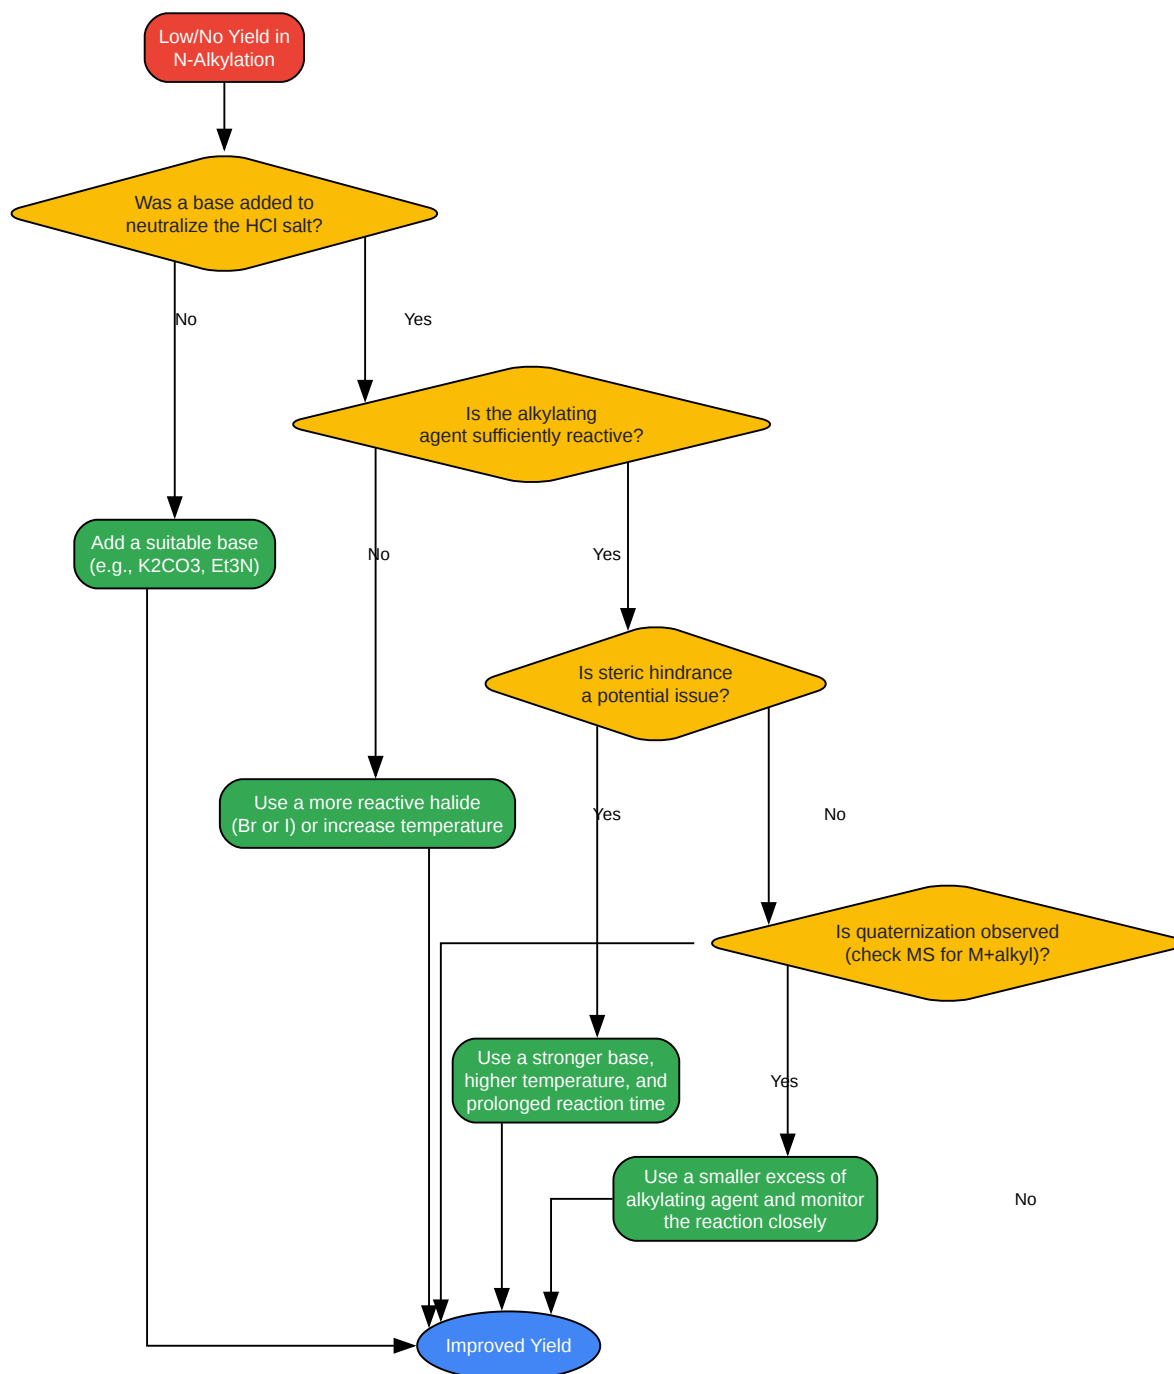 Low/No Yield in
N-Alkylation
Was a base added to
neutralize the HCl salt?
No
Yes
Is the alkylating
agent sufficiently reactive?
Add a suitable base
(e.g., K2CO3, Et3N)
No
Yes
Is steric hindrance
a potential issue?
Use a more reactive halide
(Br or I) or increase temperature
Yes
No
Is quaternization observed
(check MS for M+alkyl)?
Use a stronger base,
higher temperature, and
prolonged reaction time
Yes
Use a smaller excess of
alkylating agent and monitor
the reaction closely
No
Improved Yield